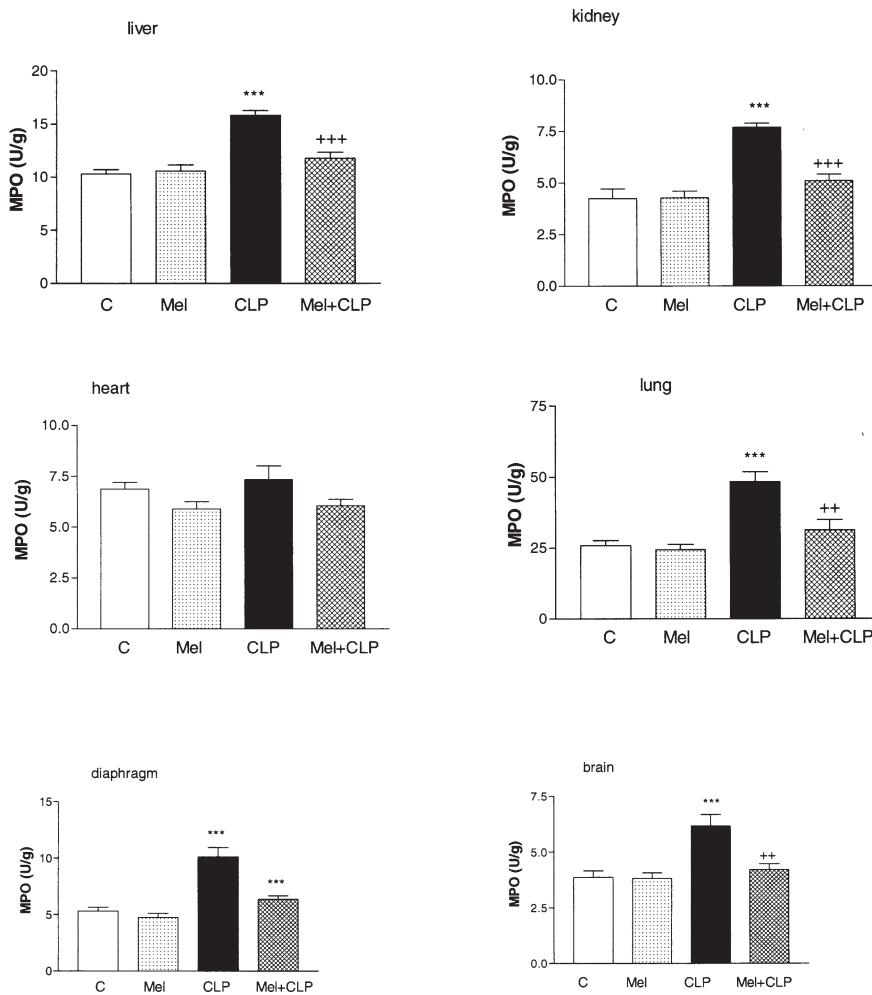 liver
MPO (U/g)
20
15
10
5
0
***
+++
C Mel CLP Mel+CLP
kidney
MPO (U/g)
10.0
7.5
5.0
2.5
0.0
***
+++
C Mel CLP Mel+CLP
heart
MPO (U/g)
10.0
7.5
5.0
2.5
0.0
C Mel CLP Mel+CLP
lung
MPO (U/g)
75
50
25
0
***
++
C Mel CLP Mel+CLP
diaphragm
MPO (U/g)
15
10
5
0
***
***
C Mel CLP Mel+CLP
brain
MPO (U/g)
7.5
5.0
2.5
0.0
***
++
C Mel CLP Mel+CLP